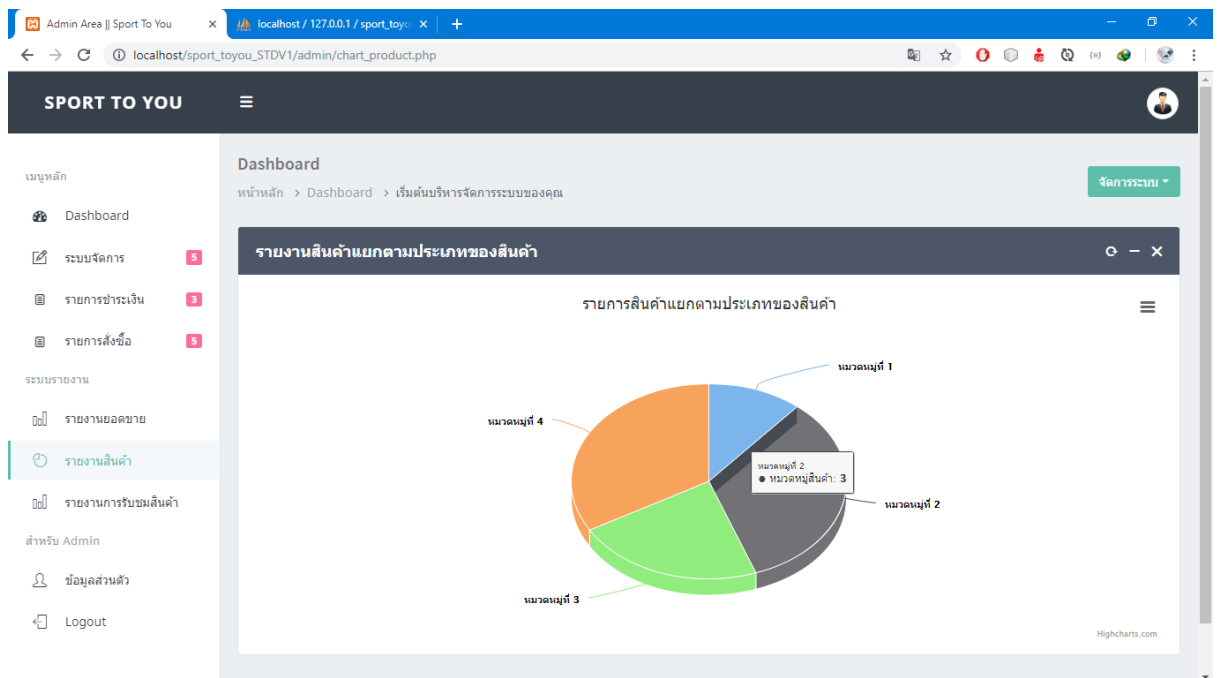 Admin Area || Sport To You
localhost / 127.0.0.1 / sport_toyo
localhost/sport_toyou_STDV1/admin/chart_product.php
SPORT TO YOU
เมนูหลัก
Dashboard
ระบบจัดการ 5
รายการชำระเงิน 3
รายการสั่งซื้อ 5
ระบบรายงาน
รายงานยอดขาย
รายงานสินค้า
รายงานการรับชมสินค้า
สำหรับ Admin
ข้อมูลส่วนตัว
Logout
Dashboard
หน้าหลัก > Dashboard > เริ่มต้นบริหารจัดการระบบของคุณ
จัดการระบบ
รายงานสินค้าแยกตามประเภทของสินค้า
รายการสินค้าแยกตามประเภทของสินค้า
หมวดหมู่ที่ 1
หมวดหมู่ที่ 4
หมวดหมู่ที่ 2
หมวดหมู่สินค้า: 3
หมวดหมู่ที่ 2
หมวดหมู่ที่ 3
Highcharts.com